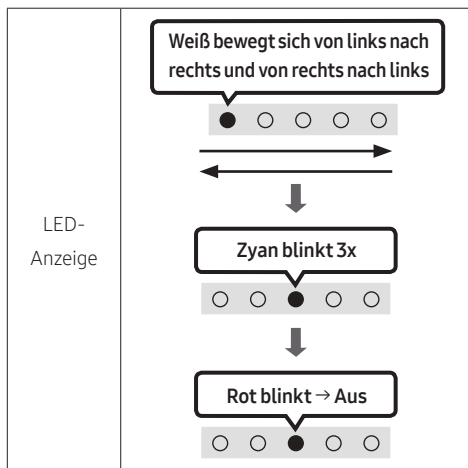 Weiß bewegt sich von links nach
rechts und von rechts nach links
LED-
Anzeige
Zyan blinkt 3x
Rot blinkt → Aus